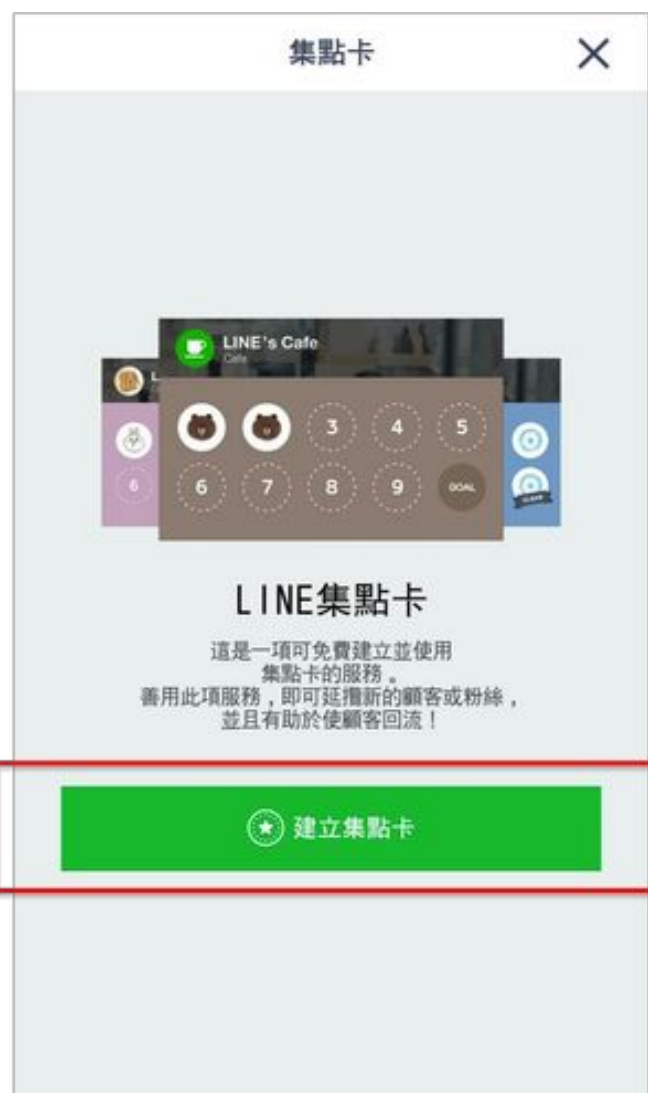 集點卡
LINE's Cafe
Cafe
L
3 4 5
6
6 7 8 9 GOAL
CLEAR
LINE集點卡
這是一項可免費建立並使用
集點卡的服務。
善用此項服務，即可延攬新的顧客或粉絲，
並且有助於使顧客回流！
建立集點卡